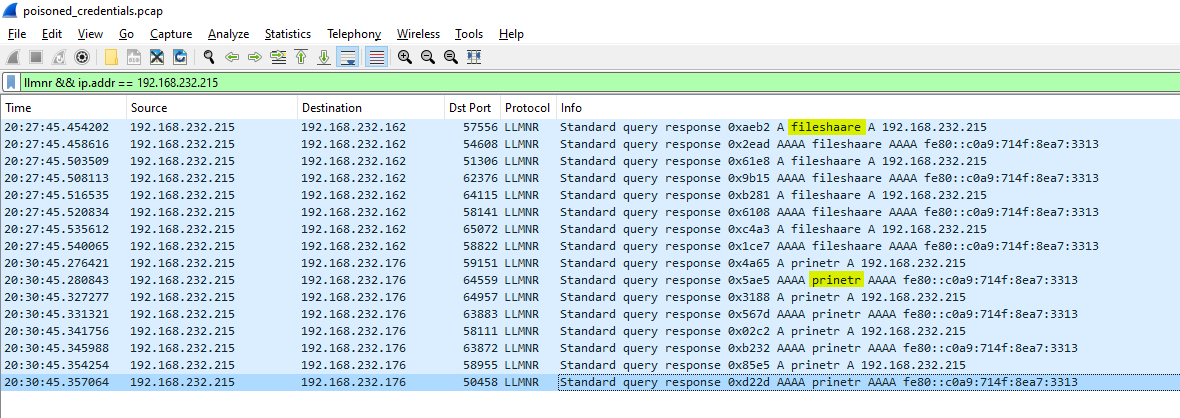 poisoned_credentials.pcap
File Edit View Go Capture Analyze Statistics Telephony Wireless Tools Help
llmnr && ip.addr == 192.168.232.215
Time Source Destination Dst Port Protocol Info
20:27:45.454202 192.168.232.215 192.168.232.162 57556 LLMNR Standard query response 0xaeb2 A fileshaare A 192.168.232.215
20:27:45.458616 192.168.232.215 192.168.232.162 54608 LLMNR Standard query response 0x2ead AAAA fileshaare AAAA fe80::c0a9:714f:8ea7:3313
20:27:45.503509 192.168.232.215 192.168.232.162 51306 LLMNR Standard query response 0x61e8 A fileshaare A 192.168.232.215
20:27:45.508113 192.168.232.215 192.168.232.162 62376 LLMNR Standard query response 0x9b15 AAAA fileshaare AAAA fe80::c0a9:714f:8ea7:3313
20:27:45.516535 192.168.232.215 192.168.232.162 64115 LLMNR Standard query response 0xb281 A fileshaare A 192.168.232.215
20:27:45.520834 192.168.232.215 192.168.232.162 58141 LLMNR Standard query response 0x6108 AAAA fileshaare AAAA fe80::c0a9:714f:8ea7:3313
20:27:45.535612 192.168.232.215 192.168.232.162 65072 LLMNR Standard query response 0xc4a3 A fileshaare A 192.168.232.215
20:27:45.540065 192.168.232.215 192.168.232.162 58822 LLMNR Standard query response 0x1ce7 AAAA fileshaare AAAA fe80::c0a9:714f:8ea7:3313
20:30:45.276421 192.168.232.215 192.168.232.176 59151 LLMNR Standard query response 0x4a65 A prinetr A 192.168.232.215
20:30:45.280843 192.168.232.215 192.168.232.176 64559 LLMNR Standard query response 0x5ae5 AAAA prinetr AAAA fe80::c0a9:714f:8ea7:3313
20:30:45.327277 192.168.232.215 192.168.232.176 64957 LLMNR Standard query response 0x3188 A prinetr A 192.168.232.215
20:30:45.331321 192.168.232.215 192.168.232.176 63883 LLMNR Standard query response 0x567d AAAA prinetr AAAA fe80::c0a9:714f:8ea7:3313
20:30:45.341756 192.168.232.215 192.168.232.176 58111 LLMNR Standard query response 0x02c2 A prinetr A 192.168.232.215
20:30:45.345988 192.168.232.215 192.168.232.176 63872 LLMNR Standard query response 0xb232 AAAA prinetr AAAA fe80::c0a9:714f:8ea7:3313
20:30:45.354254 192.168.232.215 192.168.232.176 58955 LLMNR Standard query response 0x85e5 A prinetr A 192.168.232.215
20:30:45.357064 192.168.232.215 192.168.232.176 50458 LLMNR Standard query response 0xd22d AAAA prinetr AAAA fe80::c0a9:714f:8ea7:3313